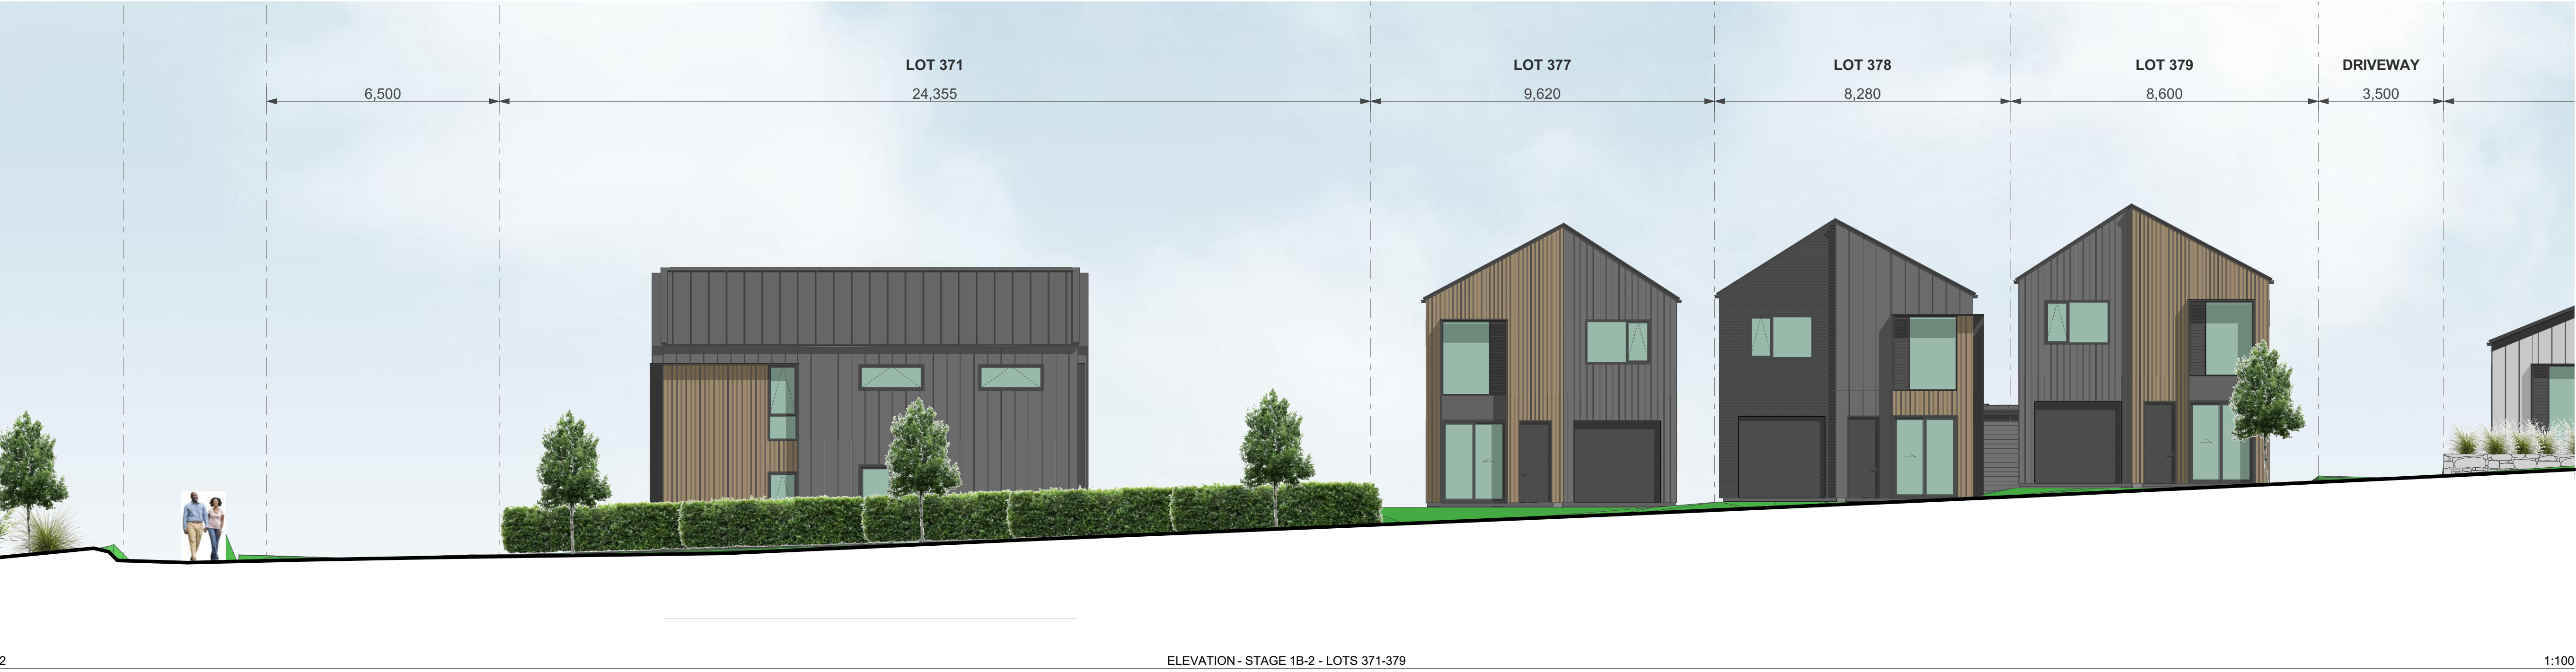 LOT 371
LOT 377
LOT 378
LOT 379
DRIVEWAY
6,500
24,355
9,620
8,280
8,600
3,500
2
ELEVATION - STAGE 1B-2 - LOTS 371-379
1:100